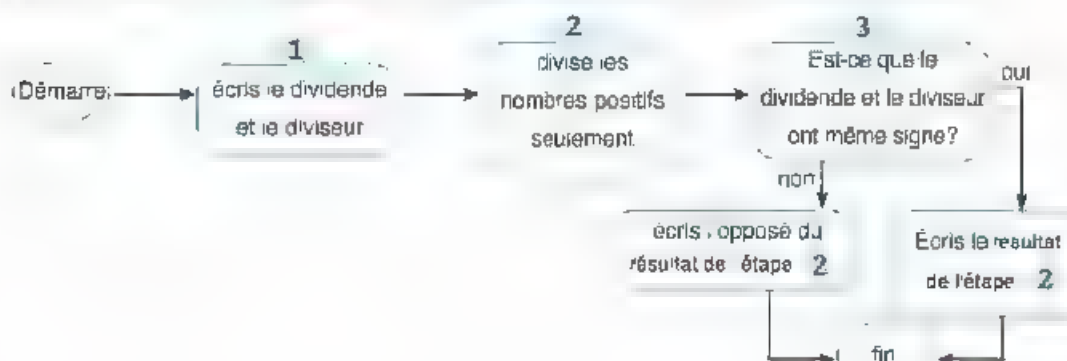 1
2
3
Démarre
écris le dividende
et le diviseur
divise les
nombres positifs
seulement
Est-ce que le
dividende et le diviseur
ont même signe?
oui
non
écris l'opposé du
résultat de étape 2
Écris le résultat
de l'étape 2
fin